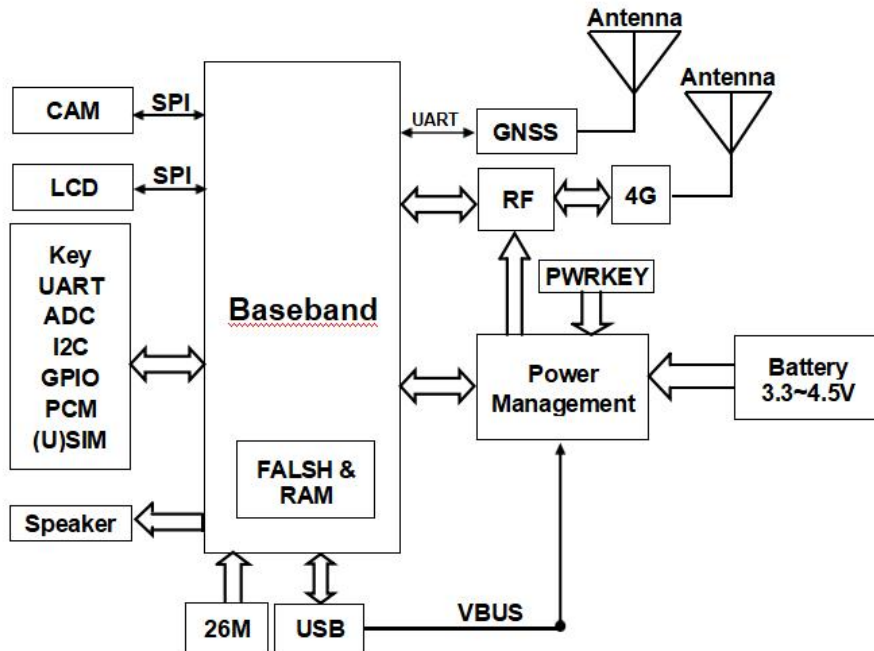 Antenna
Antenna
CAM
SPI
UART
GNSS
LCD
SPI
RF
4G
Key
UART
ADC
I2C
GPIO
PCM
(U)SIM
Baseband
PWRKEY
Power
Management
Battery
3.3~4.5V
FALSH &
RAM
Speaker
26M
USB
VBUS